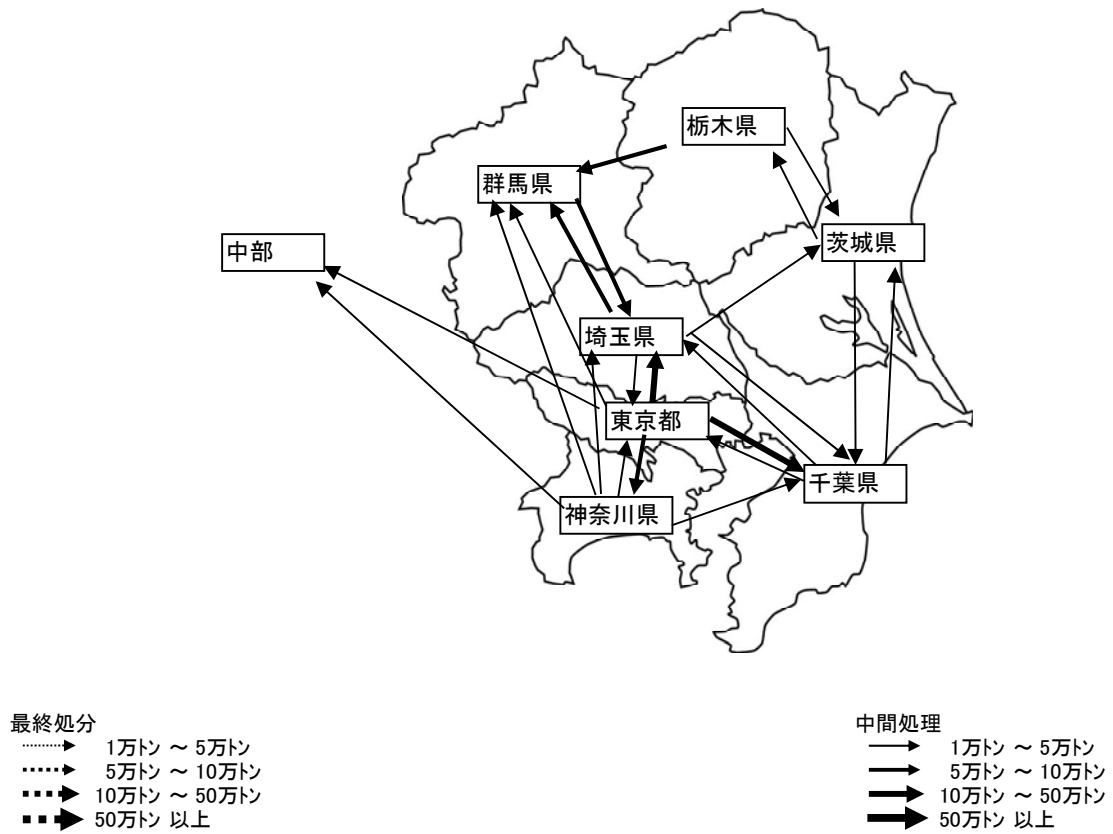 栃木県
群馬県
茨城県
中部
埼玉県
東京都
千葉県
神奈川県
最終処分
1万トン ～ 5万トン
5万トン ～ 10万トン
10万トン ～ 50万トン
50万トン 以上
中間処理
1万トン ～ 5万トン
5万トン ～ 10万トン
10万トン ～ 50万トン
50万トン 以上